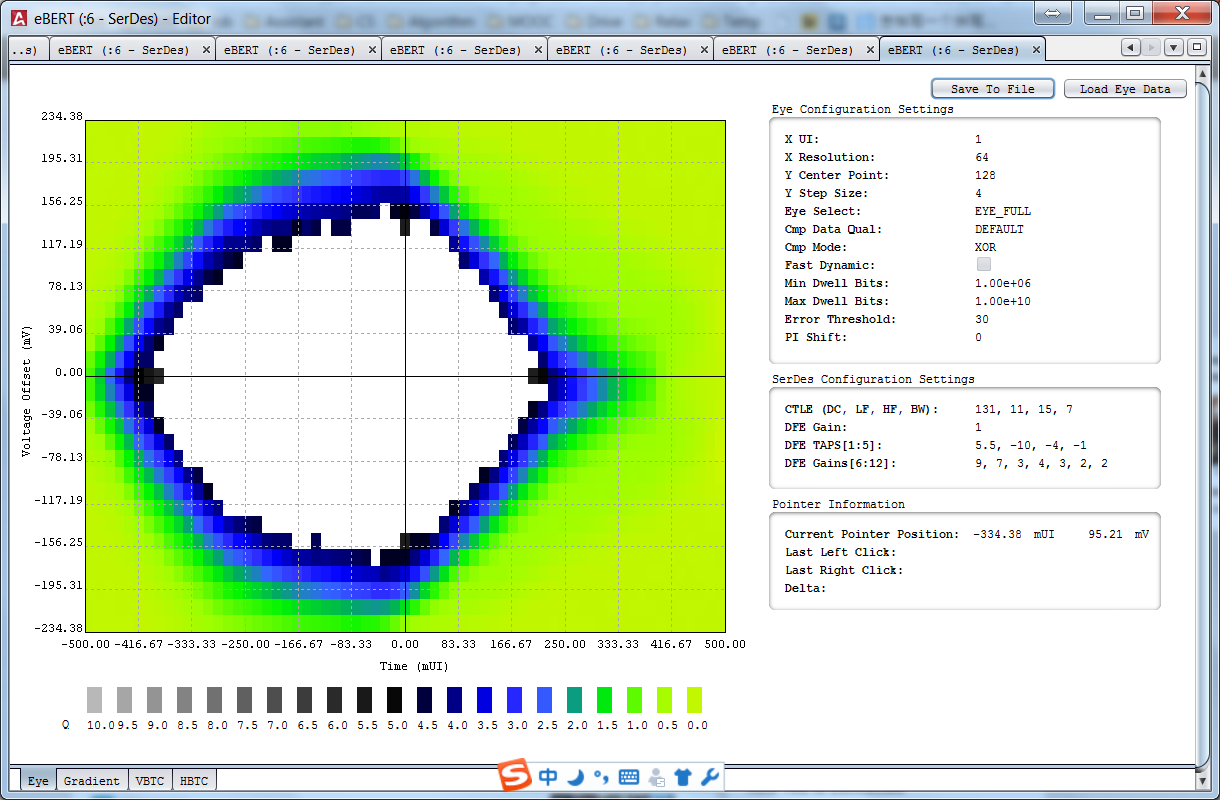 eBERT (:6 - SerDes) - Editor
..s) eBERT (:6 - SerDes) eBERT (:6 - SerDes) eBERT (:6 - SerDes) eBERT (:6 - SerDes) eBERT (:6 - SerDes) eBERT (:6 - SerDes)
Save To File Load Eye Data
Eye Configuration Settings
X UI: 1
X Resolution: 64
Y Center Point: 128
Y Step Size: 4
Eye Select: EYE_FULL
Cmp Data Qual: DEFAULT
Cmp Mode: XOR
Fast Dynamic:
Min Dwell Bits: 1.00e+06
Max Dwell Bits: 1.00e+10
Error Threshold: 30
PI Shift: 0
SerDes Configuration Settings
CTLE (DC, LF, HF, BW): 131, 11, 15, 7
DFE Gain: 1
DFE TAPS[1:5]: 5.5, -10, -4, -1
DFE Gains[6:12]: 9, 7, 3, 4, 3, 2, 2
Pointer Information
Current Pointer Position: -334.38 mUI 95.21 mV
Last Left Click:
Last Right Click:
Delta:
Voltage Offset (mV)
234.38
195.31
156.25
117.19
78.13
39.06
0.00
-39.06
-78.13
-117.19
-156.25
-195.31
-234.38
-500.00 -416.67 -333.33 -250.00 -166.67 -83.33 0.00 83.33 166.67 250.00 333.33 416.67 500.00
Time (mUI)
Q 10.0 9.5 9.0 8.5 8.0 7.5 7.0 6.5 6.0 5.5 5.0 4.5 4.0 3.5 3.0 2.5 2.0 1.5 1.0 0.5 0.0
Eye Gradient VBTC HBTC
S 中